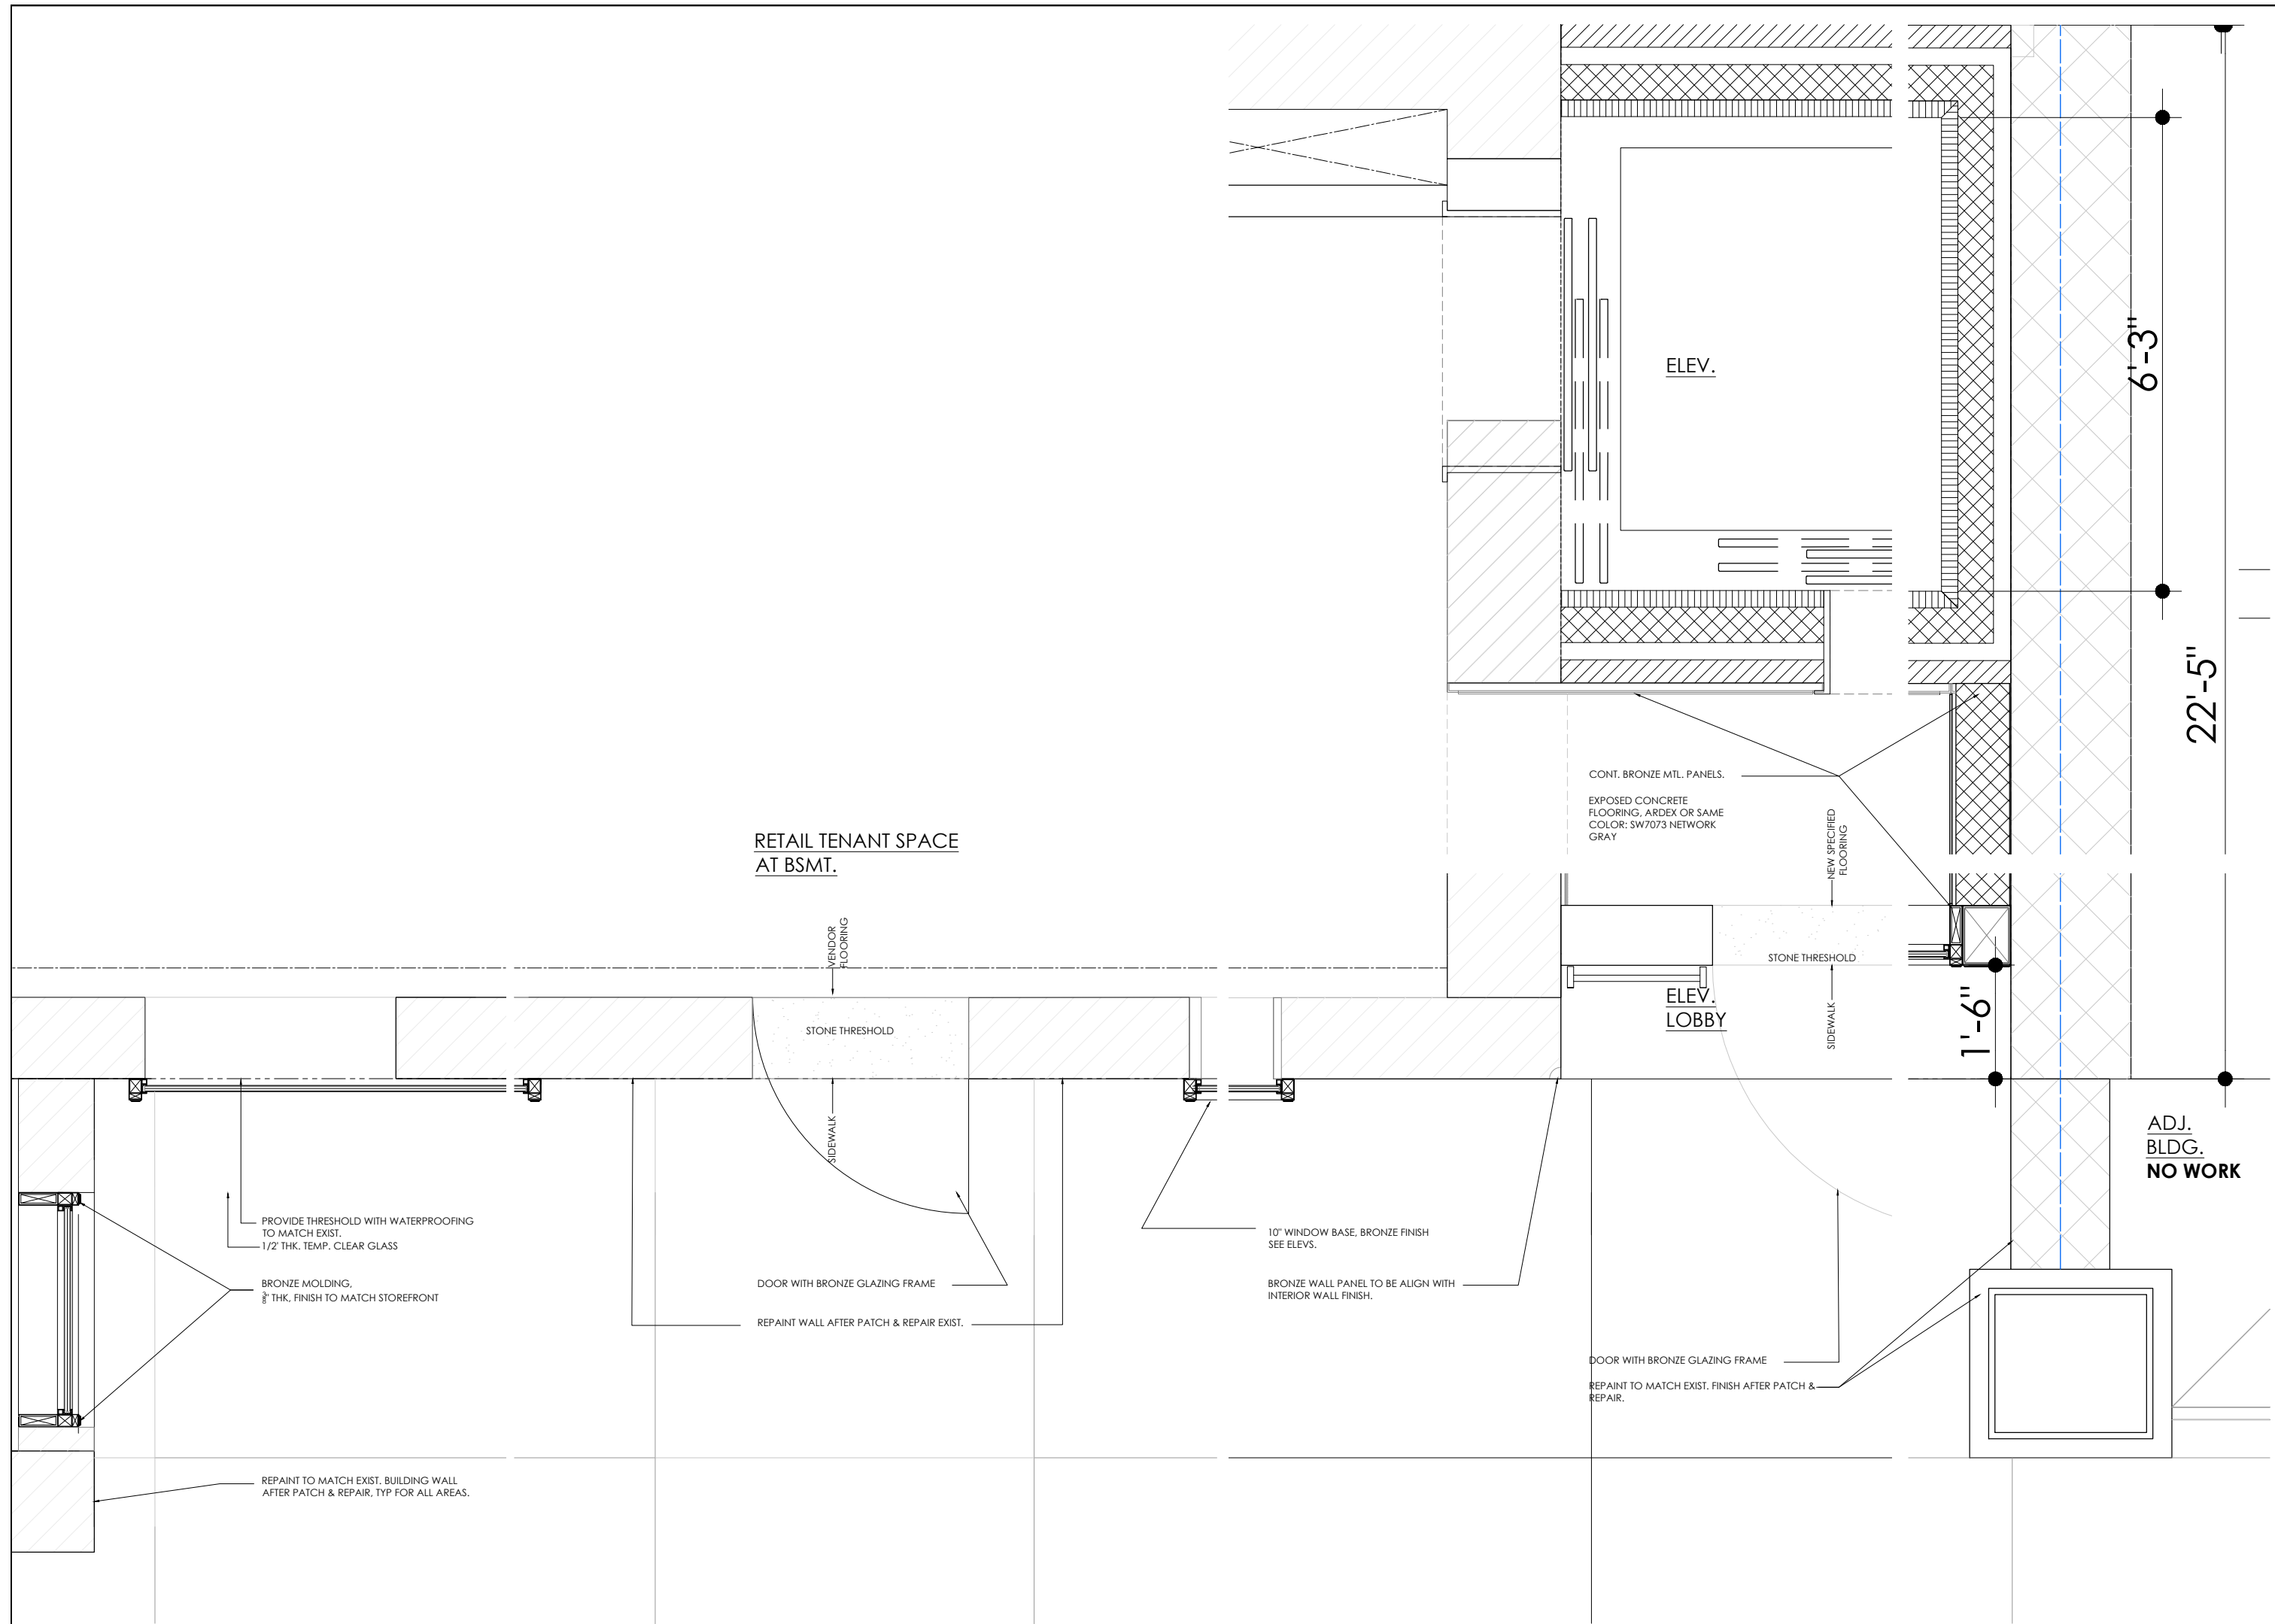 ELEV.
6'-3"
22'-5"
CONT. BRONZE MTL. PANELS.
EXPOSED CONCRETE
FLOORING, ARDEX OR SAME
COLOR: SW7073 NETWORK
GRAY
NEW SPECIFIED
FLOORING
RETAIL TENANT SPACE
AT BSMT.
VENDOR
FLOORING
STONE THRESHOLD
STONE THRESHOLD
ELEV.
LOBBY
SIDEWALK
1'-6"
SIDEWALK
ADJ.
BLDG.
NO WORK
PROVIDE THRESHOLD WITH WATERPROOFING
TO MATCH EXIST.
1/2' THK. TEMP. CLEAR GLASS
BRONZE MOLDING,
THK. FINISH TO MATCH STOREFRONT
DOOR WITH BRONZE GLAZING FRAME
REPAINT WALL AFTER PATCH & REPAIR EXIST.
10" WINDOW BASE, BRONZE FINISH
SEE ELEVS.
BRONZE WALL PANEL TO BE ALIGN WITH
INTERIOR WALL FINISH.
DOOR WITH BRONZE GLAZING FRAME
REPAINT TO MATCH EXIST. FINISH AFTER PATCH &
REPAIR.
REPAINT TO MATCH EXIST. BUILDING WALL
AFTER PATCH & REPAIR, TYP FOR ALL AREAS.